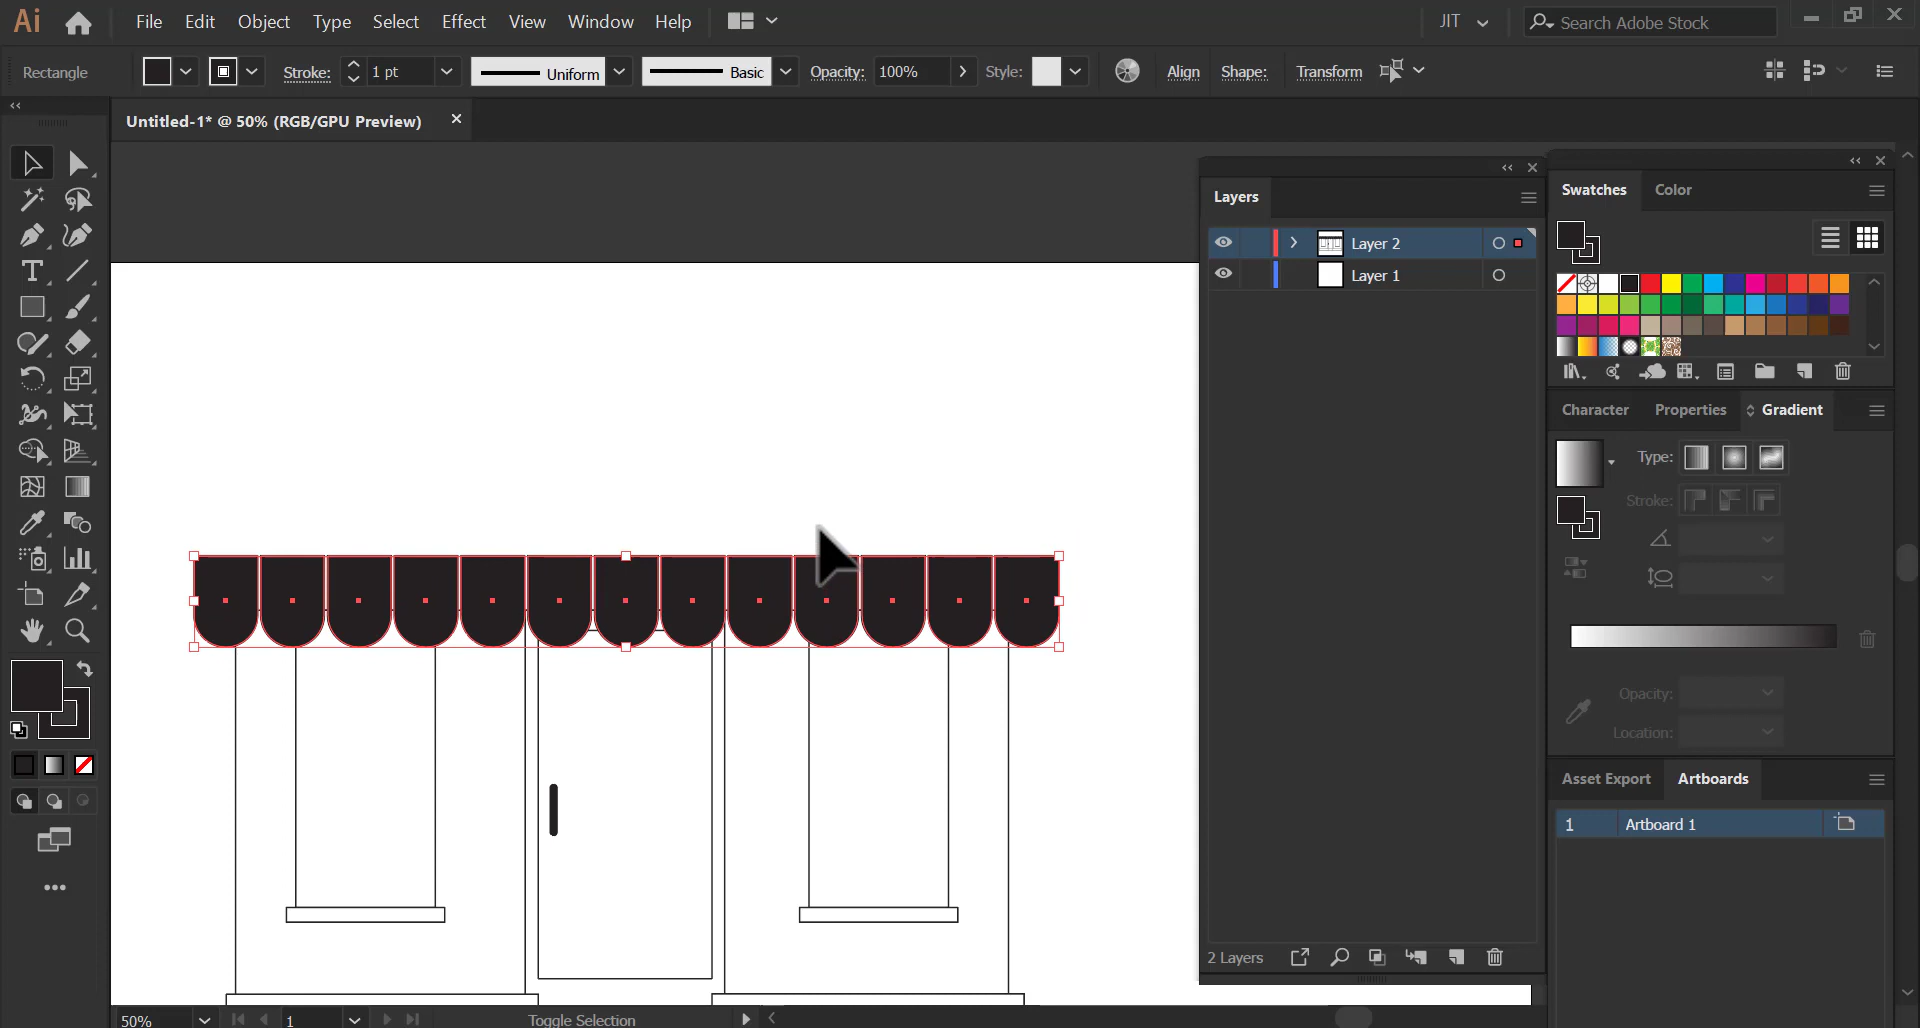 Ai File Edit Object Type Select Effect View Window Help JIT Search Adobe Stock
Rectangle Stroke: 1 pt Uniform Basic Opacity: 100% Style: Align Shape: Transform
Untitled-1* @ 50% (RGB/GPU Preview)
Layers
Layer 2
Layer 1
2 Layers
Swatches Color
Character Properties Gradient
Type:
Stroke:
Opacity:
Location:
Asset Export Artboards
1 Artboard 1
50% 1 Toggle Selection